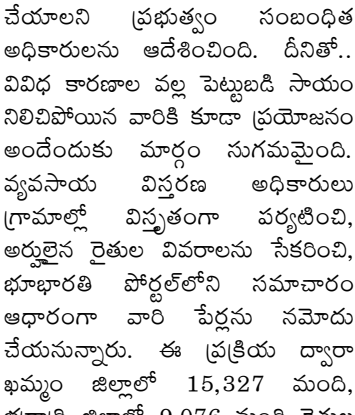 చేయాలని ప్రభుత్వం సంబంధిత
అధికారులను ఆదేశించింది. దీనితో..
వివిధ కారణాల వల్ల పెట్టుబడి సాయం
నిలిచిపోయిన వారికి కూడా ప్రయోజనం
అందేందుకు మార్గం సుగమమైంది.
వ్యవసాయ విస్తరణ అధికారులు
గ్రామాల్లో విస్తృతంగా పర్యటించి,
అర్హులైన రైతుల వివరాలను సేకరించి,
భూభారతి పోర్టల్‌లోని సమాచారం
ఆధారంగా వారి పేర్లను నమోదు
చేయనున్నారు. ఈ ప్రక్రియ ద్వారా
ఖమ్మం జిల్లాలో 15,327 మంది,